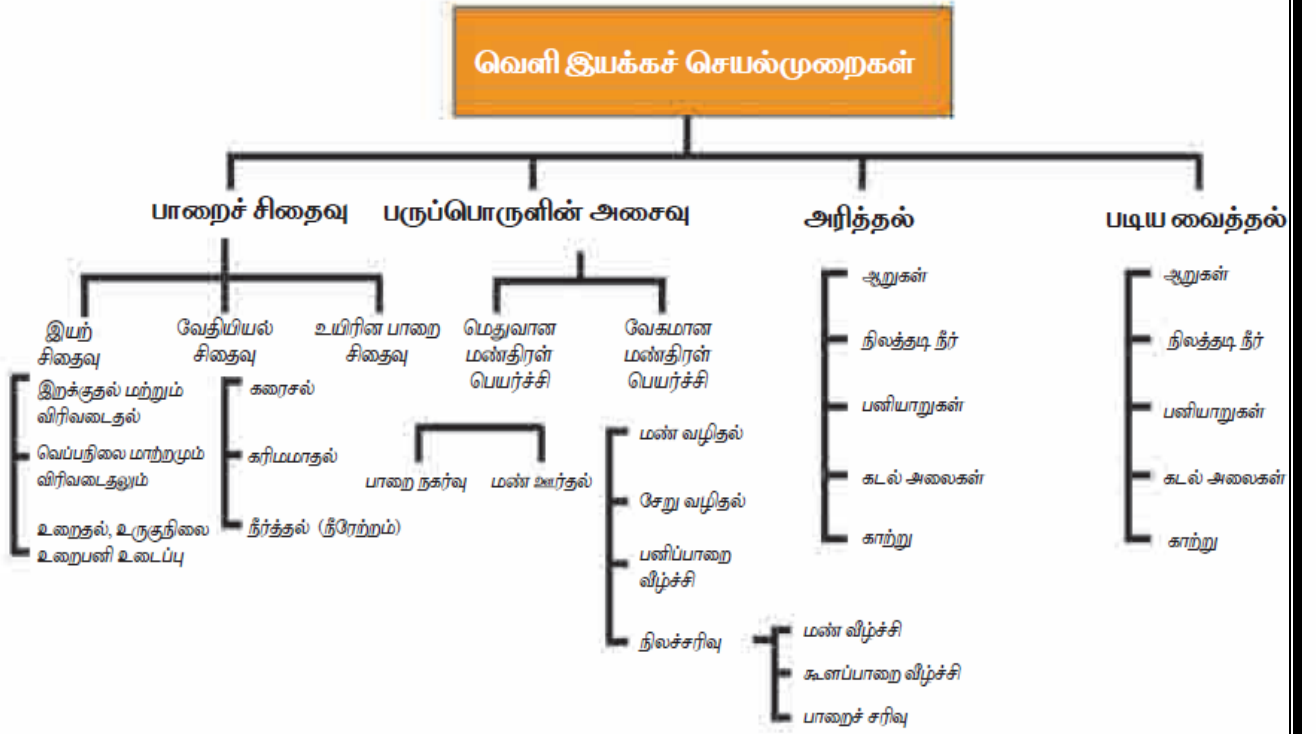 வெளி இயக்கச் செயல்முறைகள்
பாறைச் சிதைவு
பருப்பொருளின் அசைவு
அரித்தல்
படிய வைத்தல்
இயற்
சிதைவு
வேதியியல்
சிதைவு
உயிரின பாறை
சிதைவு
மெதுவான
மண்திரள்
பெயர்ச்சி
வேகமான
மண்திரள்
பெயர்ச்சி
இறக்குதல் மற்றும்
விரிவடைதல்
வெப்பநிலை மாற்றமும்
விரிவடைதலும்
உறைதல், உருகுநிலை
உறைபனி உடைப்பு
கரைசல்
கரிமமாதல்
நீர்த்தல் (நீரேற்றம்)
பாறை நகர்வு
மண் ஊர்தல்
மண் வழிதல்
சேறு வழிதல்
பனிப்பாறை
வீழ்ச்சி
நிலச்சரிவு
மண் வீழ்ச்சி
கூளப்பாறை வீழ்ச்சி
பாறைச் சரிவு
ஆறுகள்
நிலத்தடி நீர்
பனியாறுகள்
கடல் அலைகள்
காற்று
ஆறுகள்
நிலத்தடி நீர்
பனியாறுகள்
கடல் அலைகள்
காற்று